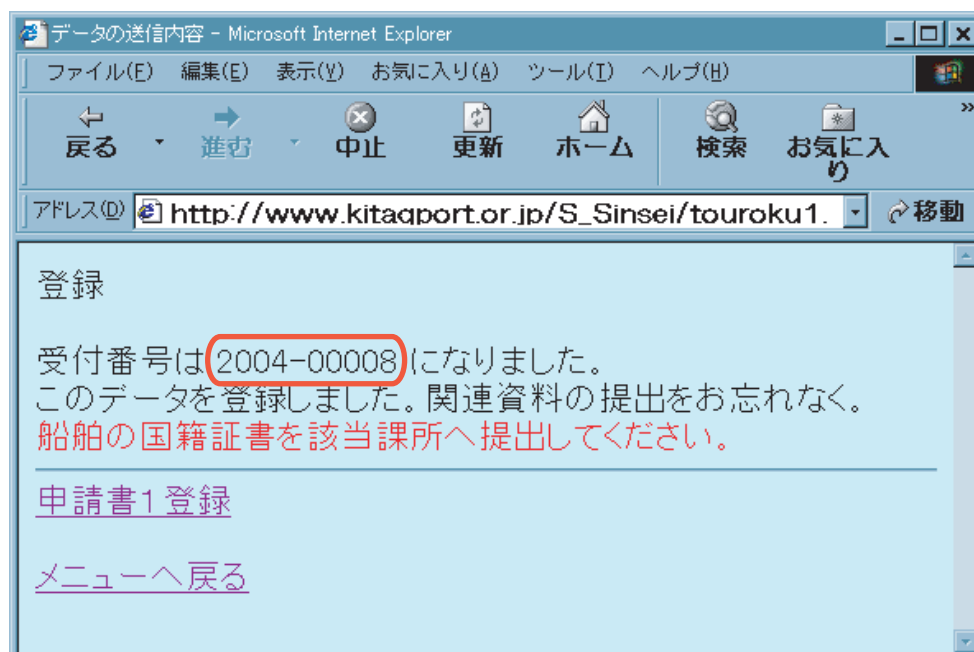 データの送信内容 - Microsoft Internet Explorer
ファイル(F) 編集(E) 表示(V) お気に入り(A) ツール(T) ヘルプ(H)
戻る 進む 中止 更新 ホーム 検索 お気に入り »
アドレス(D) http://www.kitaqport.or.jp/S_Sinsei/touroku1. 移動
登録
受付番号は 2004-00008 になりました。
このデータを登録しました。関連資料の提出をお忘れなく。
船舶の国籍証書を該当課所へ提出してください。
申請書1登録
メニューへ戻る